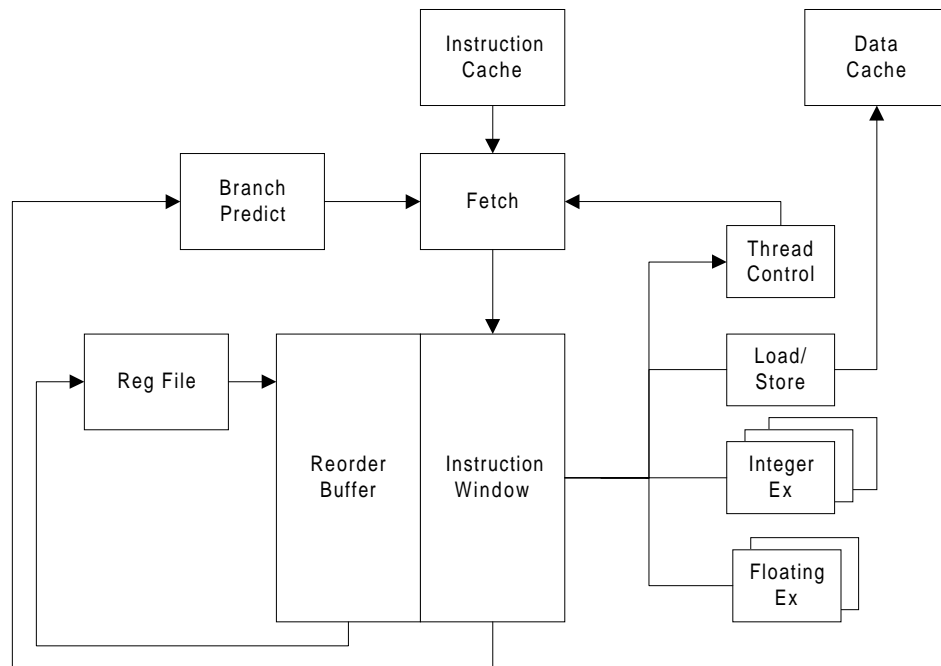 Instruction
Cache
Data
Cache
Branch
Predict
Fetch
Thread
Control
Reg File
Load/
Store
Reorder
Buffer
Instruction
Window
Integer
Ex
Floating
Ex